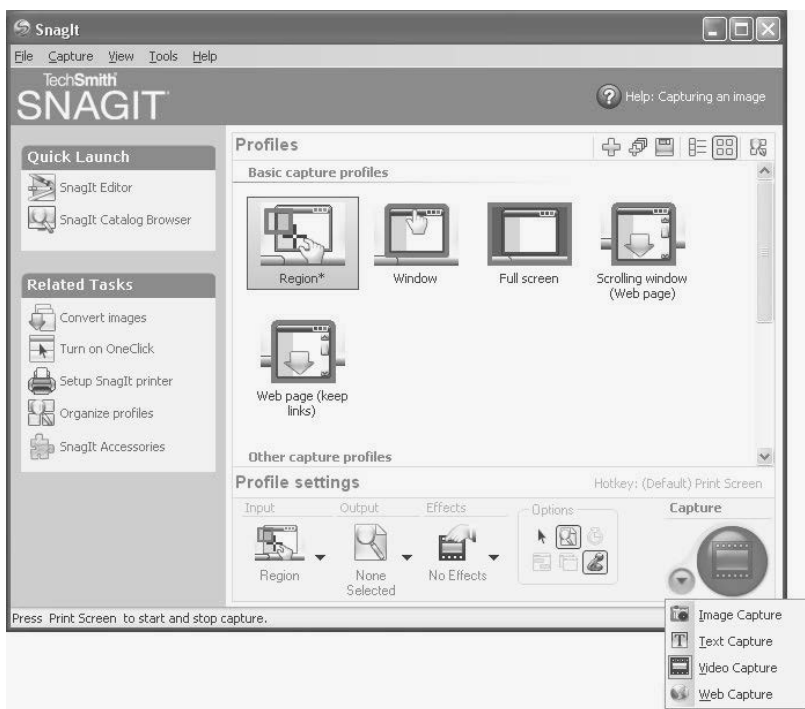 SnagIt
File Capture View Tools Help
TechSmith
SNAGIT
Help: Capturing an image
Quick Launch
SnagIt Editor
SnagIt Catalog Browser
Related Tasks
Convert images
Turn on OneClick
Setup SnagIt printer
Organize profiles
SnagIt Accessories
Profiles
Basic capture profiles
Region*
Window
Full screen
Scrolling window
(Web page)
Web page (keep
links)
Other capture profiles
Profile settings
Hotkey: (Default) Print Screen
Input
Output
Effects
Options
Capture
Region
None
Selected
No Effects
Press Print Screen to start and stop capture.
Image Capture
Text Capture
Video Capture
Web Capture